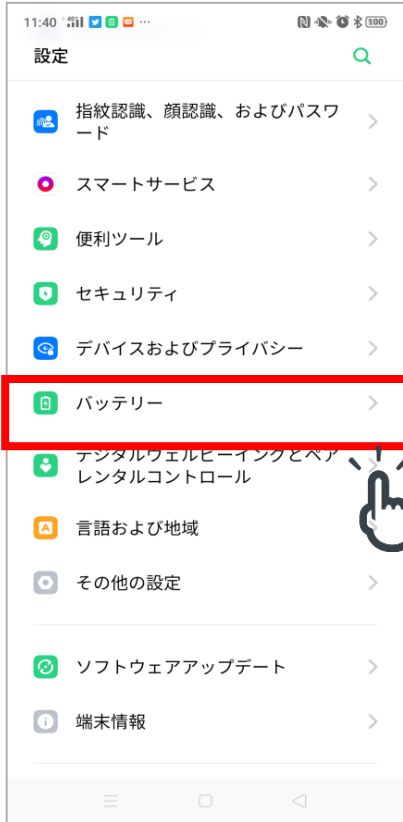 11:40 4G+ … 100
設定
指紋認識、顔認識、およびパスワ
ード
スマートサービス
便利ツール
セキュリティ
デバイスおよびプライバシー
バッテリー
デジタルウェルビーイングとペア
レンタルコントロール
言語および地域
その他の設定
ソフトウェアアップデート
端末情報